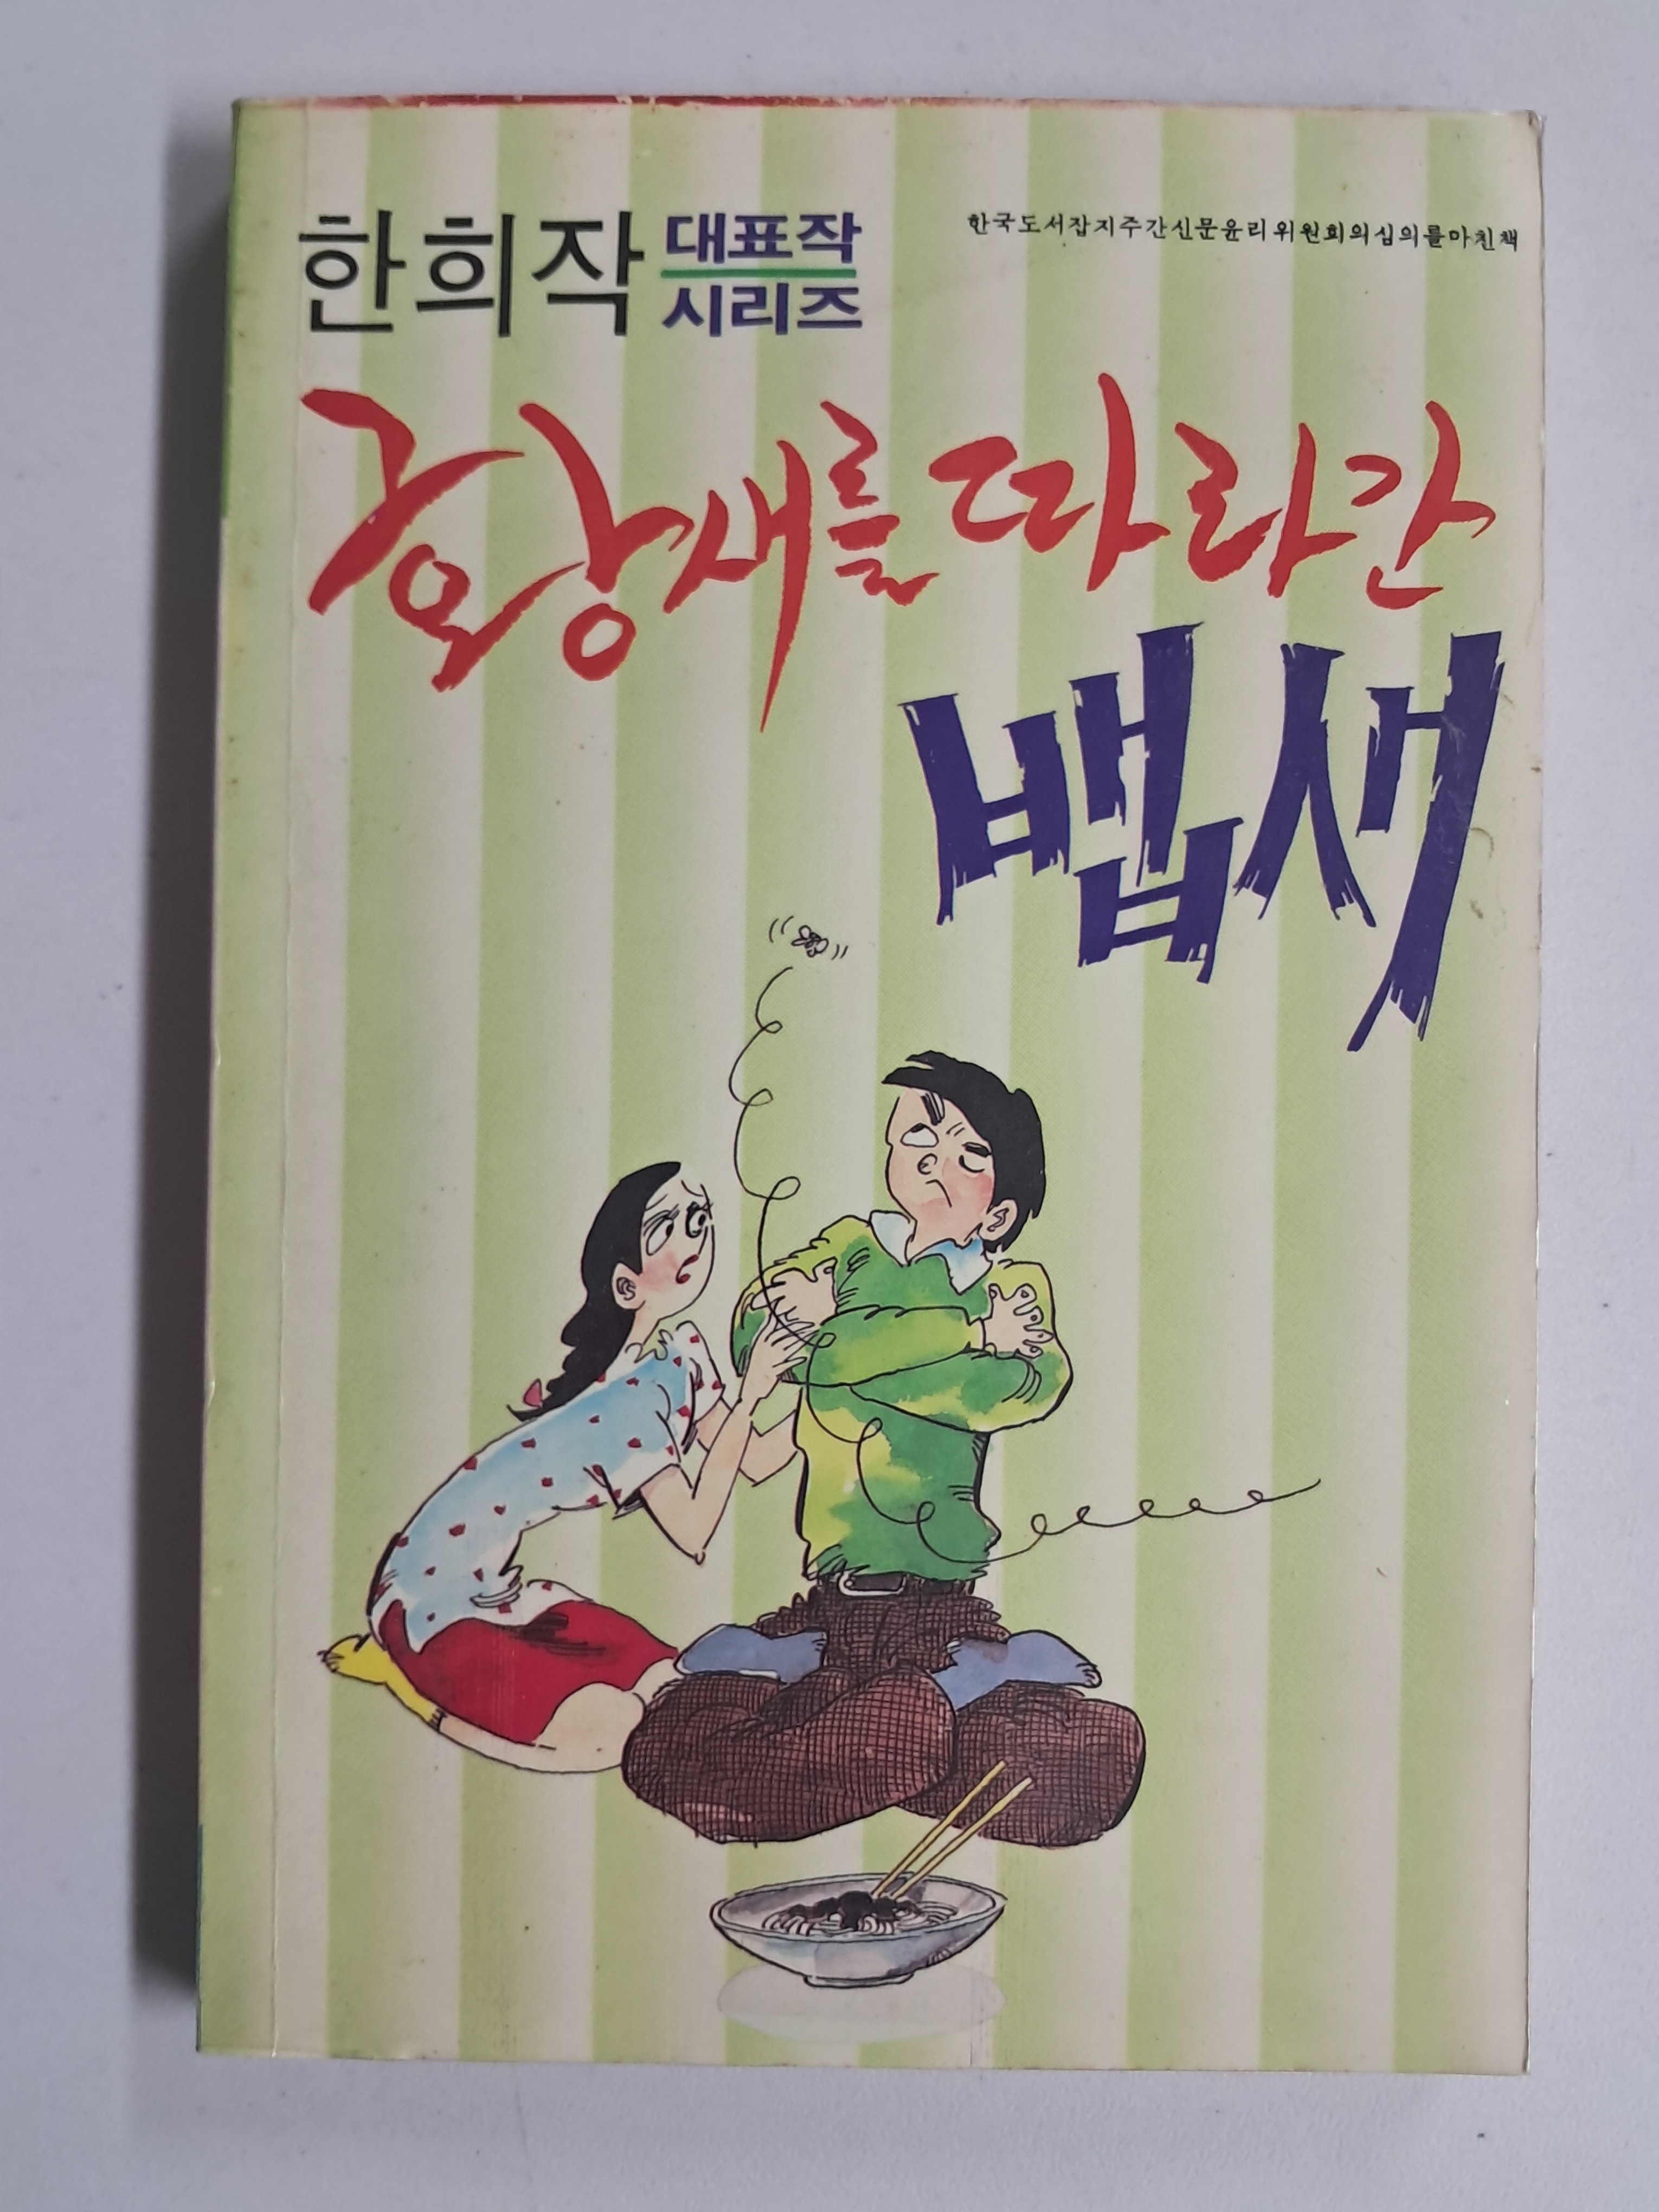 한희작 대표작 시리즈
한국도서잡지주간신문윤리위원회의심의를마친책
황새를 따라간
뱁새